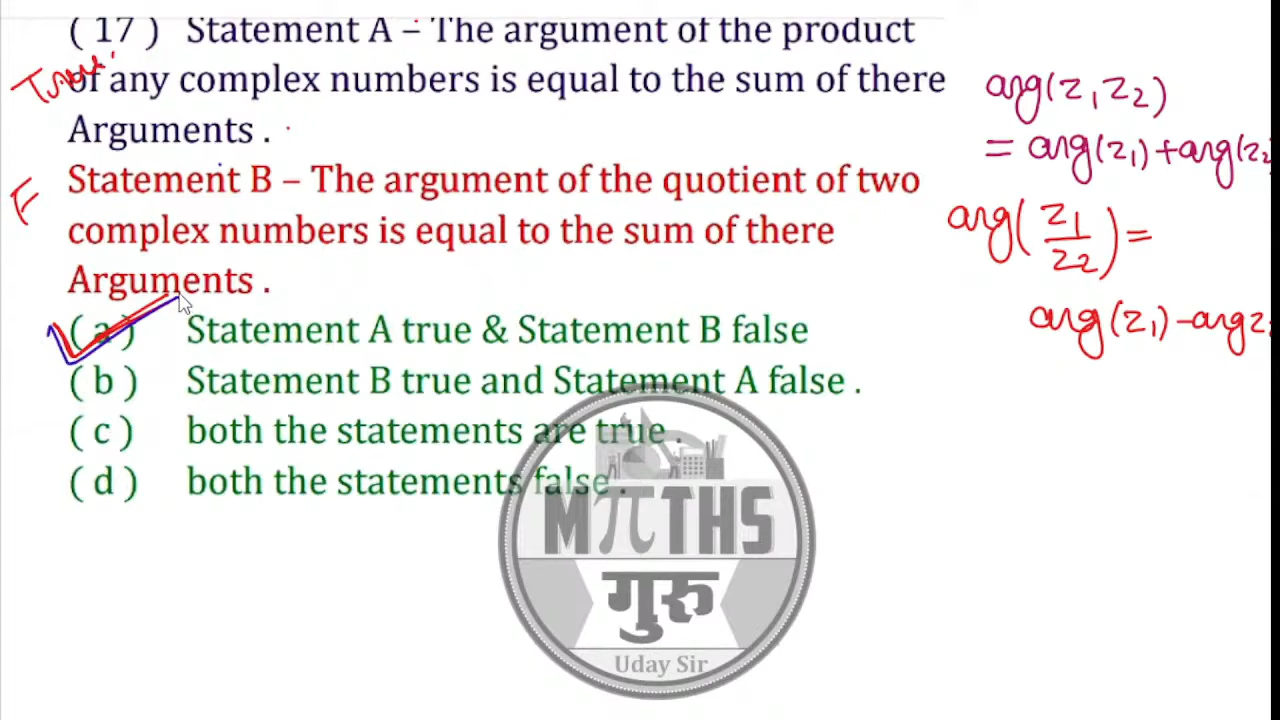 ( 17 ) Statement A – The argument of the product
of any complex numbers is equal to the sum of there
Arguments .
True.
Statement B – The argument of the quotient of two
complex numbers is equal to the sum of there
Arguments .
F
( a ) Statement A true & Statement B false
( b ) Statement B true and Statement A false .
( c ) both the statements are true .
( d ) both the statements false .
arg(z₁z₂)
= arg(z₁)+arg(z₂
arg(z₁/z₂) =
arg(z₁)-argz
MπTHS
गुरु
Uday Sir